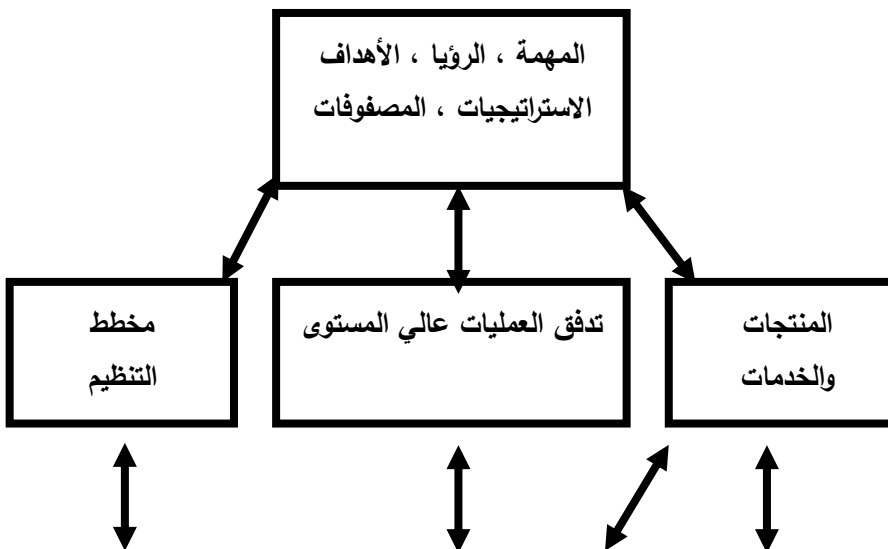 المهمة ، الرؤيا ، الأهداف
الاستراتيجيات ، المصفوفات
المنتجات
والخدمات
تدفق العمليات عالي المستوى
مخطط
التنظيم